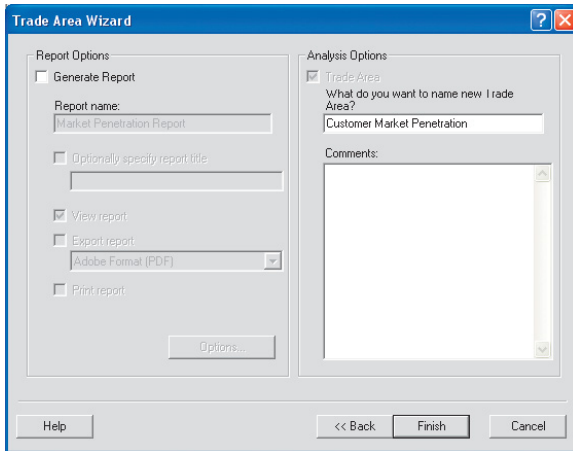 Trade Area Wizard
Report Options
Generate Report
Report name:
Market Penetration Report
Optionally specify report title
View report
Export report
Adobe Format (PDF)
Print report
Options...
Analysis Options
Trade Area
What do you want to name new Trade
Area?
Customer Market Penetration
Comments:
Help
<< Back
Finish
Cancel